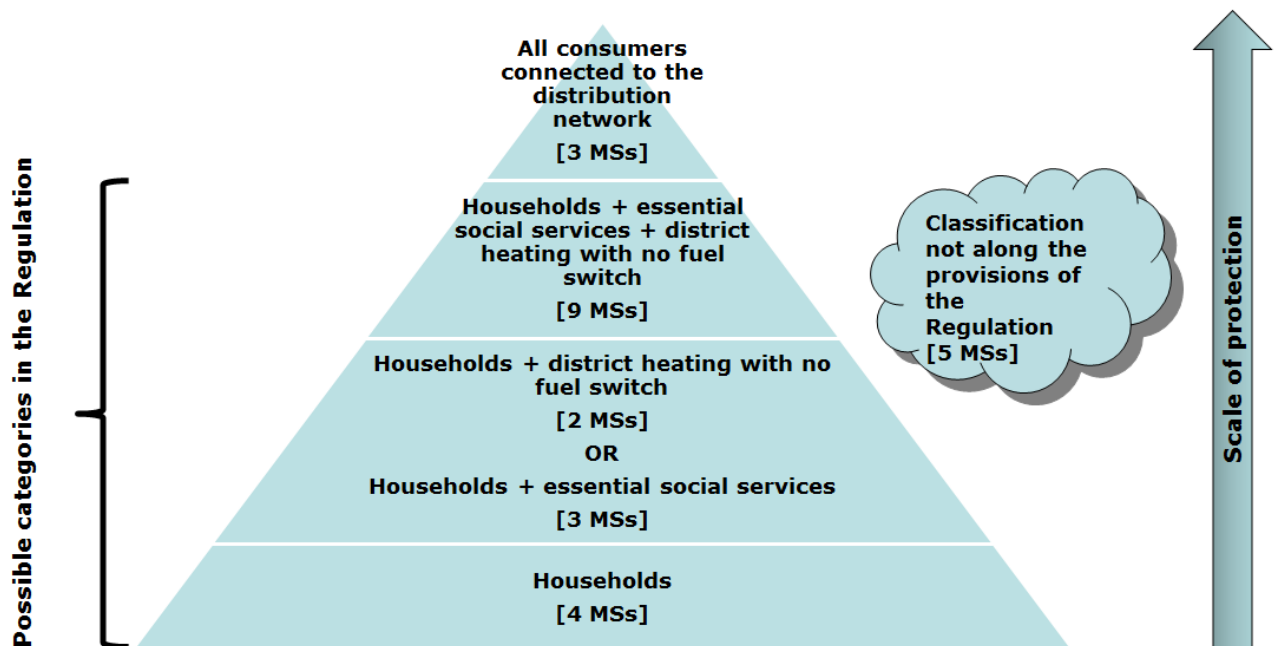 Possible categories in the Regulation
All consumers
connected to the
distribution
network
[3 MSs]
Households + essential
social services + district
heating with no fuel
switch
[9 MSs]
Households + district heating with no
fuel switch
[2 MSs]
OR
Households + essential social services
[3 MSs]
Households
[4 MSs]
Classification
not along the
provisions of
the
Regulation
[5 MSs]
Scale of protection